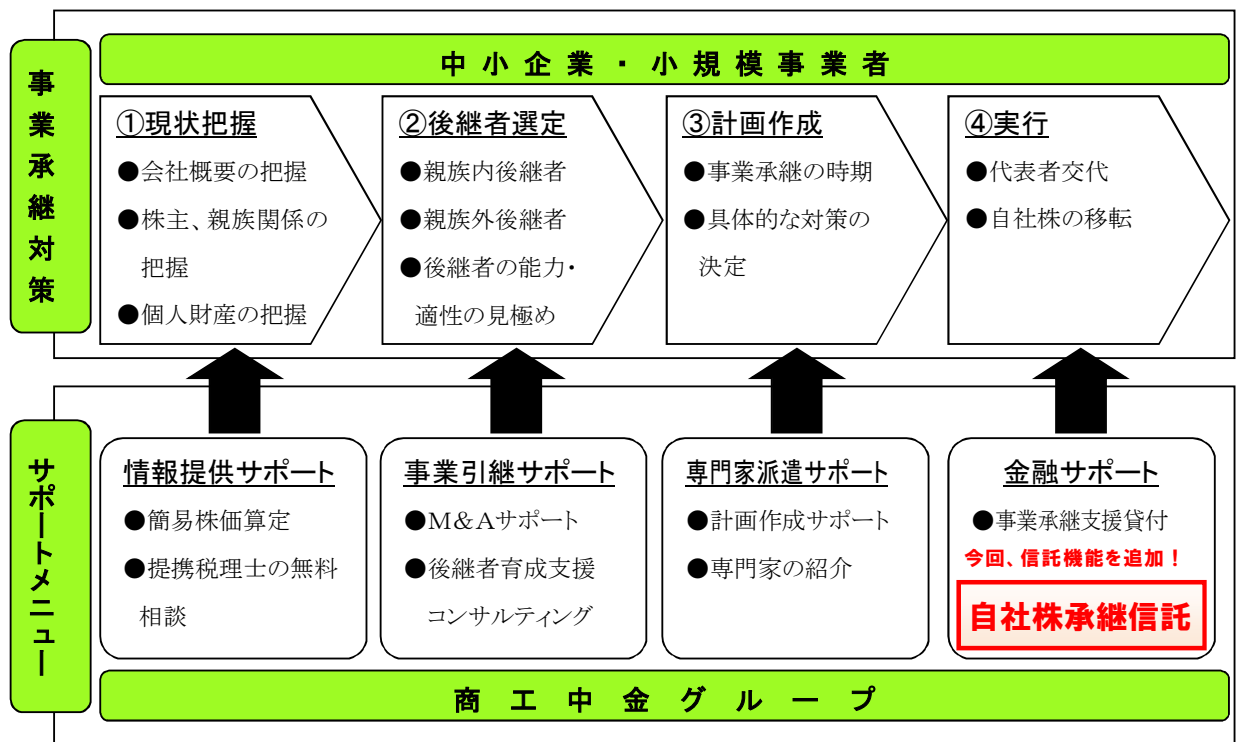 事業承継対策
中小企業・小規模事業者
①現状把握
●会社概要の把握
●株主、親族関係の
把握
●個人財産の把握
②後継者選定
●親族内後継者
●親族外後継者
●後継者の能力・
適性の見極め
③計画作成
●事業承継の時期
●具体的な対策の
決定
④実行
●代表者交代
●自社株の移転
サポートメニュー
情報提供サポート
●簡易株価算定
●提携税理士の無料
相談
事業引継サポート
●M&Aサポート
●後継者育成支援
コンサルティング
専門家派遣サポート
●計画作成サポート
●専門家の紹介
金融サポート
●事業承継支援貸付
今回、信託機能を追加！
自社株承継信託
商工中金グループ